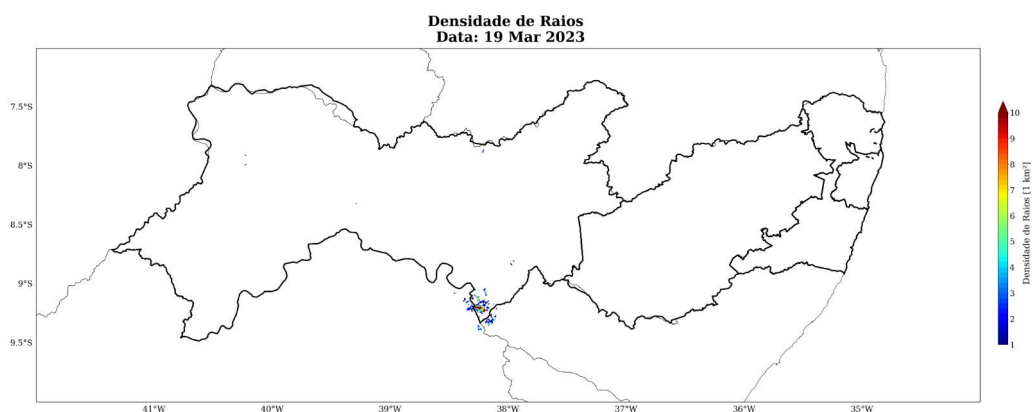 Densidade de Raios
Data: 19 Mar 2023
7.5°S
8°S
8.5°S
9°S
9.5°S
41°W
40°W
39°W
38°W
37°W
36°W
35°W
10
9
8
7
6
5
4
3
2
1
Densidade de Raios [1 km²]